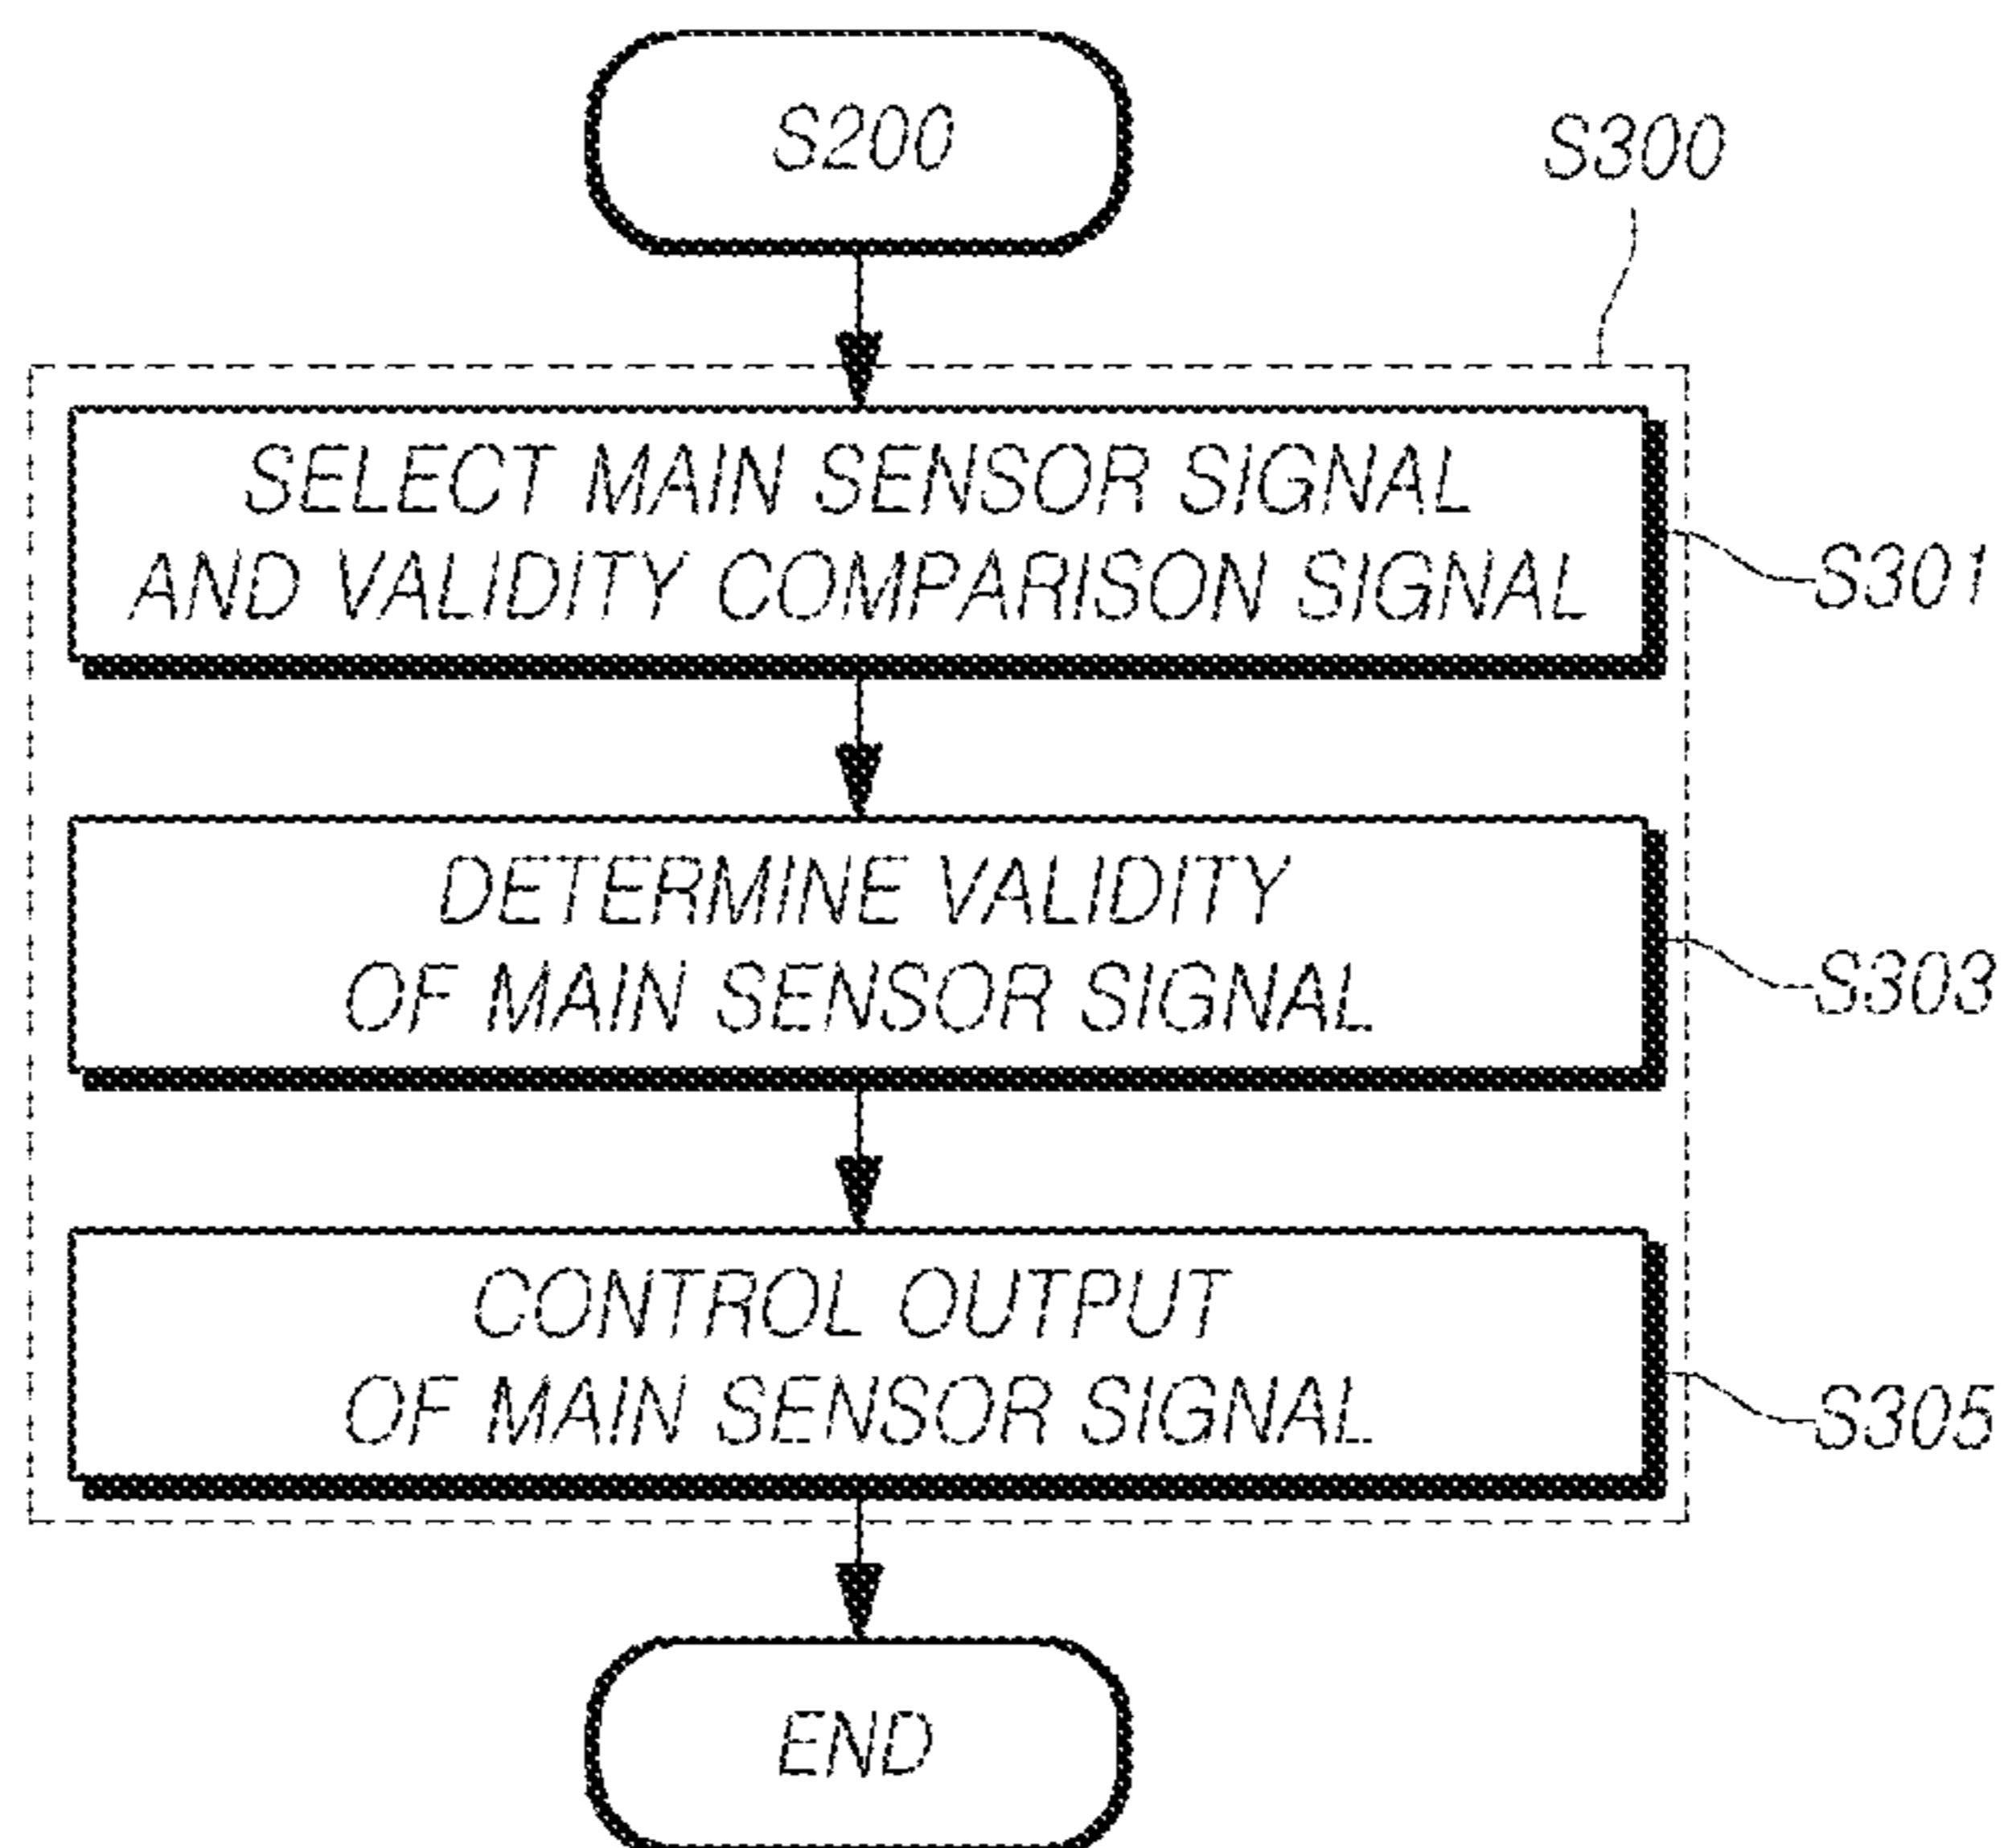 S200
S300
SELECT MAIN SENSOR SIGNAL
AND VALIDITY COMPARISON SIGNAL
S301
DETERMINE VALIDITY
OF MAIN SENSOR SIGNAL
S303
CONTROL OUTPUT
OF MAIN SENSOR SIGNAL
S305
END